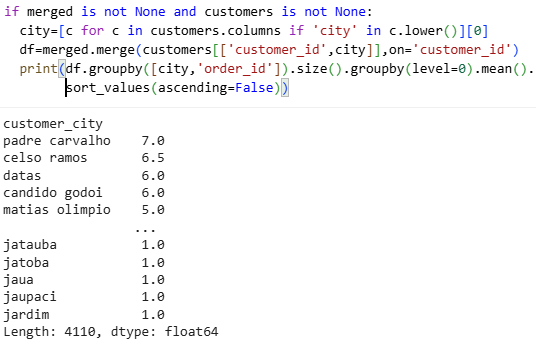 if merged is not None and customers is not None:
  city=[c for c in customers.columns if 'city' in c.lower()][0]
  df=merged.merge(customers[['customer_id',city]],on='customer_id')
  print(df.groupby([city,'order_id']).size().groupby(level=0).mean().
        sort_values(ascending=False))
customer_city
padre carvalho    7.0
celso ramos       6.5
datas             6.0
candido godoi     6.0
matias olimpio    5.0
                 ...
jatauba           1.0
jatoba            1.0
jaua              1.0
jaupaci           1.0
jardim            1.0
Length: 4110, dtype: float64